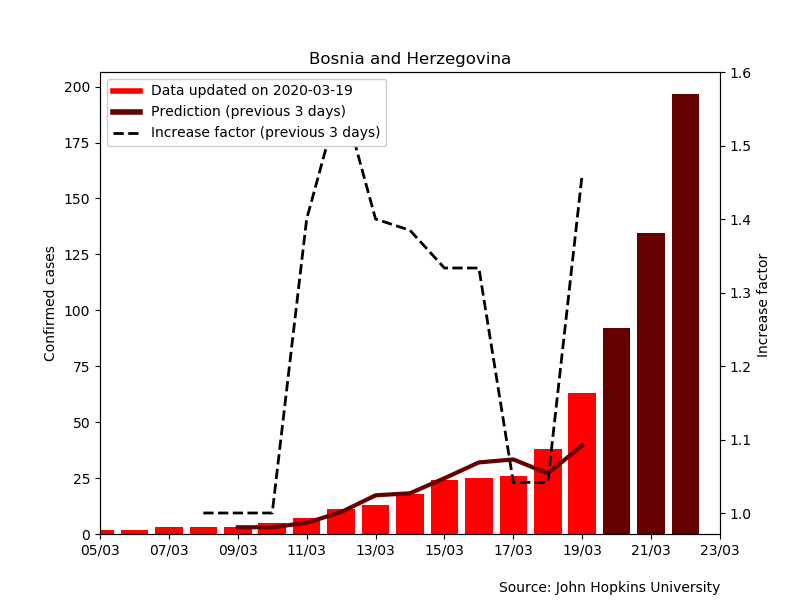 Bosnia and Herzegovina
Data updated on 2020-03-19
Prediction (previous 3 days)
Increase factor (previous 3 days)
Confirmed cases
200
175
150
125
100
75
50
25
0
1.6
1.5
1.4
1.3
1.2
1.1
1.0
Increase factor
05/03 07/03 09/03 11/03 13/03 15/03 17/03 19/03 21/03 23/03
Source: John Hopkins University